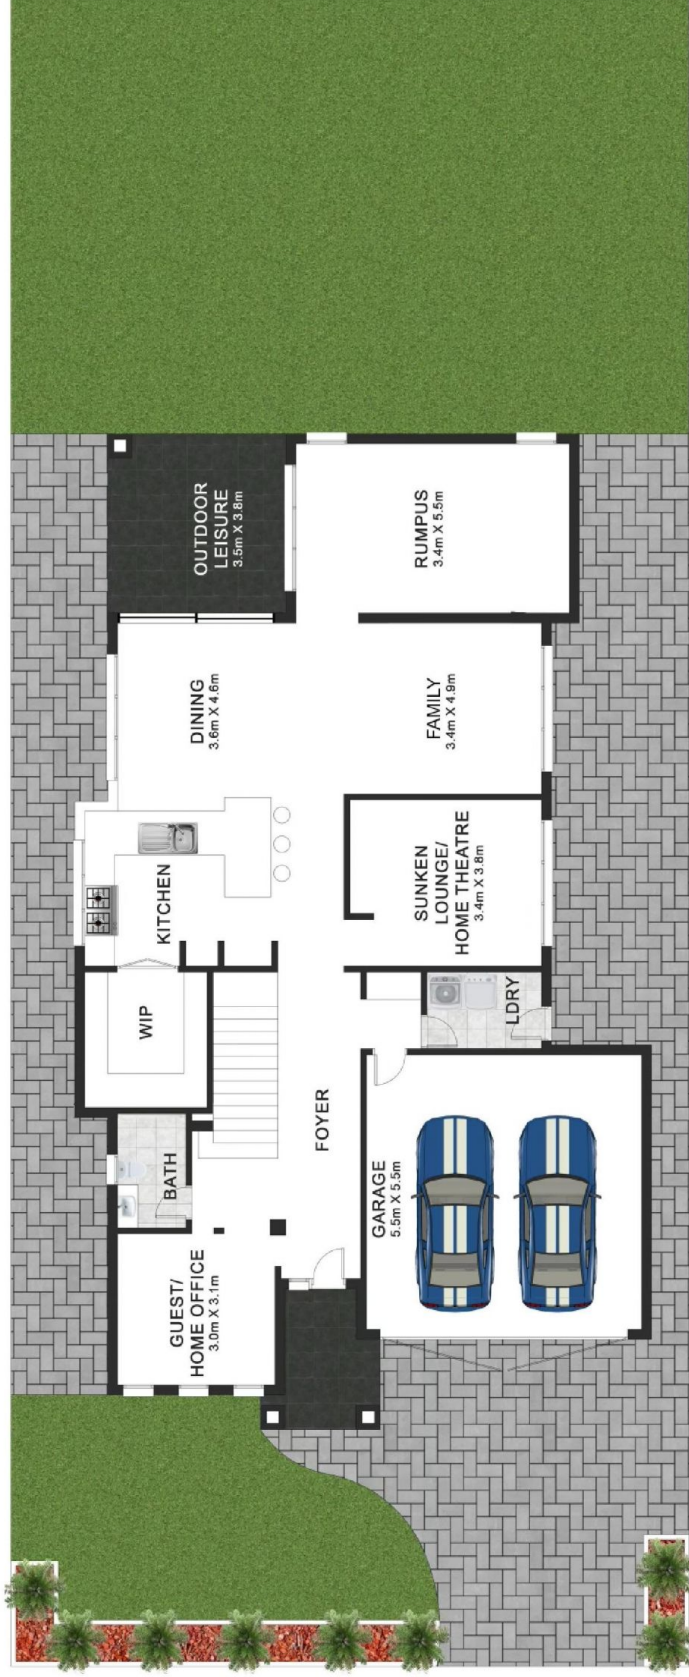 OUTDOOR
LEISURE
3.5m X 3.8m
RUMPUS
3.4m X 5.5m
DINING
3.6m X 4.6m
FAMILY
3.4m X 4.9m
KITCHEN
SUNKEN
LOUNGE/
HOME THEATRE
3.4m X 3.8m
WIP
LDRY
FOYER
BATH
GARAGE
5.5m X 5.5m
GUEST/
HOME OFFICE
3.0m X 3.1m